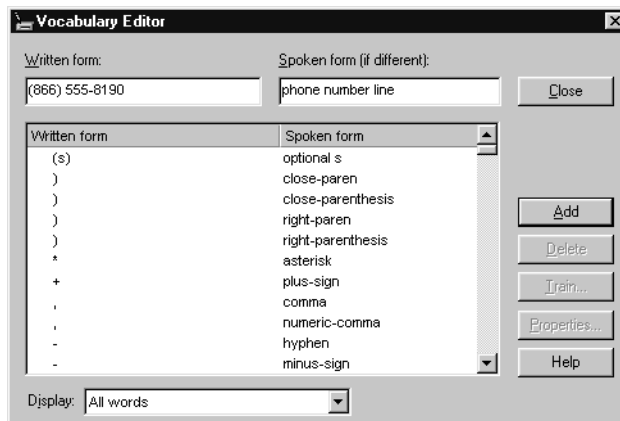 Vocabulary Editor
Written form: Spoken form (if different):
(866) 555-8190 phone number line Close
Written form Spoken form
(s) optional s
) close-paren
) close-parenthesis
) right-paren
) right-parenthesis
* asterisk
+ plus-sign
, comma
, numeric-comma
- hyphen
- minus-sign
Add
Delete
Train...
Properties...
Help
Display: All words